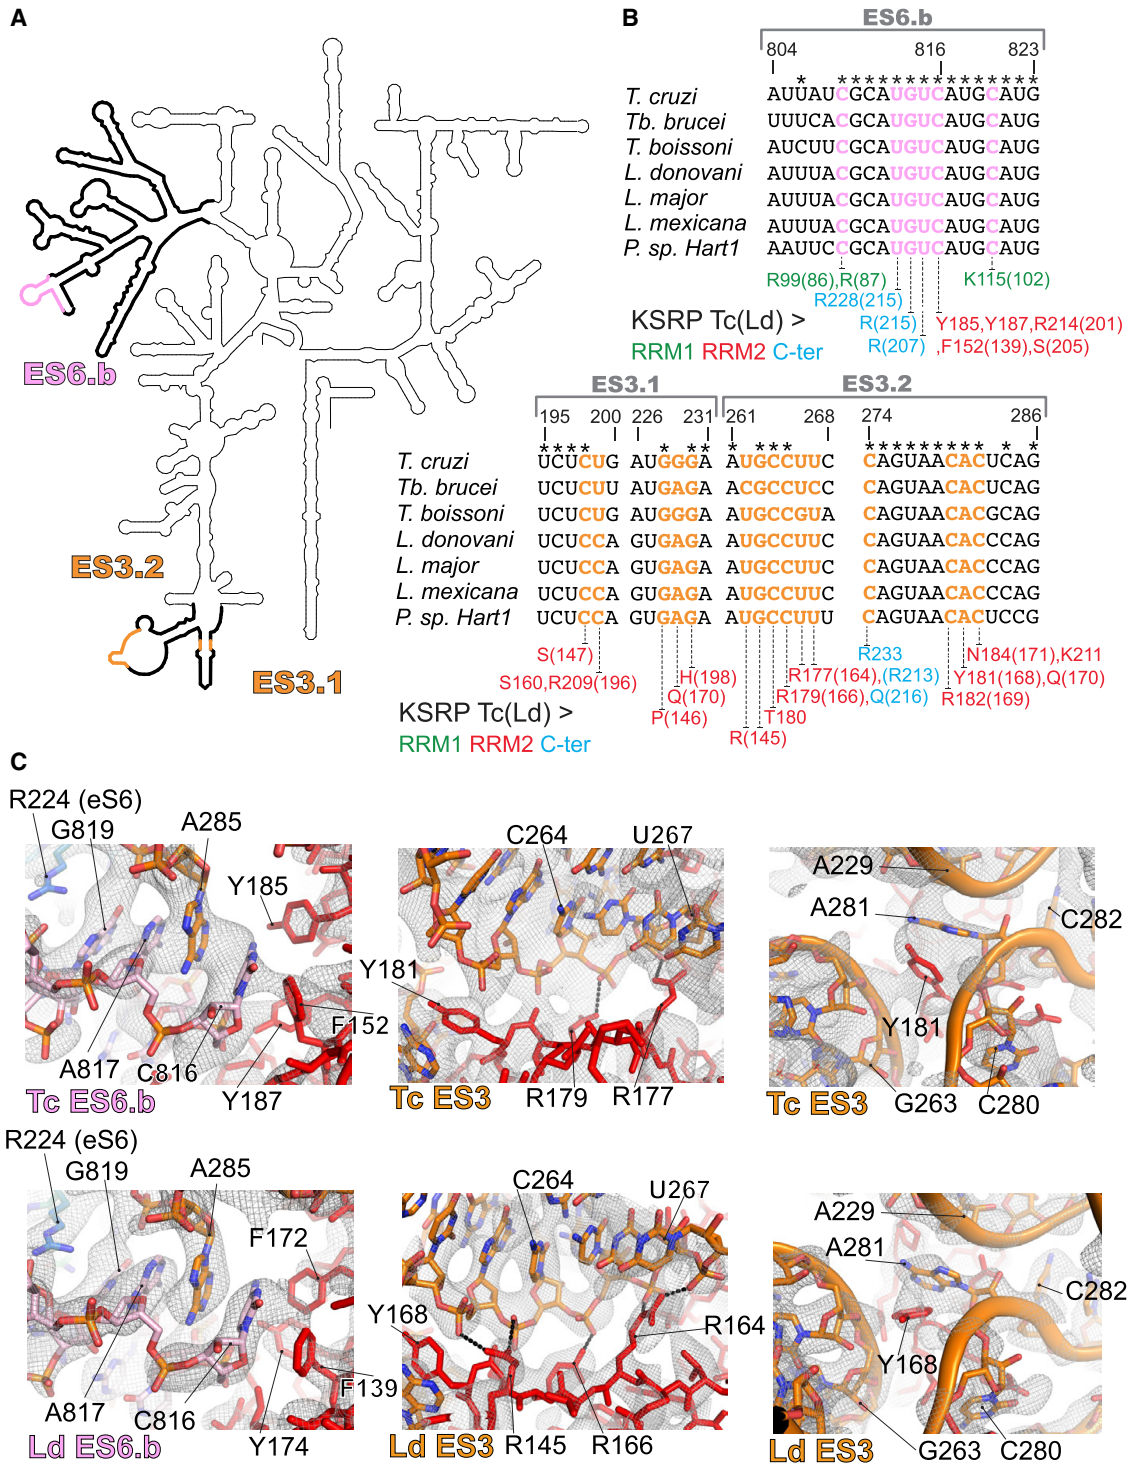 A
ES6.b
ES3.2
ES3.1
B
ES6.b
804 816 823
* * * * * * * * * * * * * * * *
T. cruzi AUUAUCGCAUGUCAUGCAUG
Tb. brucei UUUCACGCAUGUCAUGCAUG
T. boissoni AUCUUCGCAUGUCAUGCAUG
L. donovani AUUUACGCAUGUCAUGCAUG
L. major AUUUACGCAUGUCAUGCAUG
L. mexicana AUUUACGCAUGUCAUGCAUG
P. sp. Hart1 AAUUCCGCAUGUCAUGCAUG
R99(86),R(87) K115(102)
R228(215)
KSRP Tc(Ld) > R(215) Y185,Y187,R214(201)
RRM1 RRM2 C-ter R(207) ,F152(139),S(205)
ES3.1 ES3.2
195 200 226 231 261 268 274 286
T. cruzi UCUCUG AUGGGA AUGCCUUC CAGUAACACUCAG
Tb. brucei UCUCUU AUGAGA ACGCCUCC CAGUAACACUCAG
T. boissoni UCUCUG AUGGGA AUGCCGUA CAGUAACACGCAG
L. donovani UCUCCA GUGAGA AUGCCUUC CAGUAACACCCAG
L. major UCUCCA GUGAGA AUGCCUUC CAGUAACACCCAG
L. mexicana UCUCCA GUGAGA AUGCCUUC CAGUAACACCCAG
P. sp. Hart1 UCUCCA GUGAGA AUGCCUUU CAGUAACACUCCG
S(147) R233 N184(171),K211
S160,R209(196) H(198) R177(164),(R213) Y181(168),Q(170)
Q(170) R179(166),Q(216) R182(169)
KSRP Tc(Ld) > P(146) T180
RRM1 RRM2 C-ter R(145)
C
R224 (eS6)
G819 A285
Y185
F152
A817 C816 Y187
Tc ES6.b
C264 U267
Y181
R179 R177
Tc ES3
A229
A281
C282
Y181
G263 C280
Tc ES3
R224 (eS6)
G819 A285
F172
F139
A817 C816 Y174
Ld ES6.b
C264 U267
Y168 R164
R145 R166
Ld ES3
A229
A281
C282
Y168
G263 C280
Ld ES3